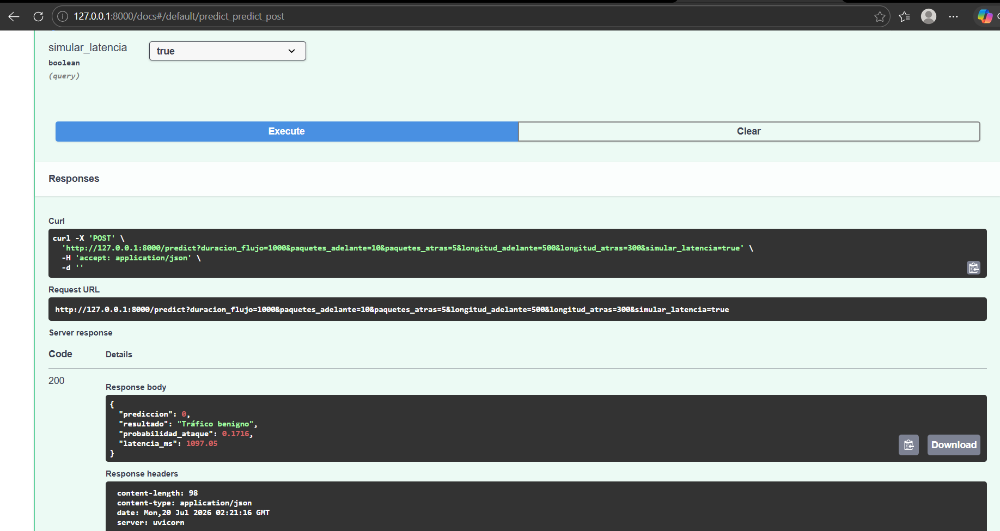 127.0.0.1:8000/docs#/default/predict_predict_post
simular_latencia
true
boolean
(query)
Execute
Clear
Responses
Curl
curl -X 'POST' \
'http://127.0.0.1:8000/predict?duracion_flujo=1000&paquetes_adelante=10&paquetes_atras=5&longitud_adelante=500&longitud_atras=300&simular_latencia=true' \
-H 'accept: application/json' \
-d ''
Request URL
http://127.0.0.1:8000/predict?duracion_flujo=1000&paquetes_adelante=10&paquetes_atras=5&longitud_adelante=500&longitud_atras=300&simular_latencia=true
Server response
Code
Details
200
Response body
{
"prediccion": 0,
"resultado": "Tráfico benigno",
"probabilidad_ataque": 0.1716,
"latencia_ms": 1097.05
}
Download
Response headers
content-length: 98
content-type: application/json
date: Mon,20 Jul 2026 02:21:16 GMT
server: uvicorn